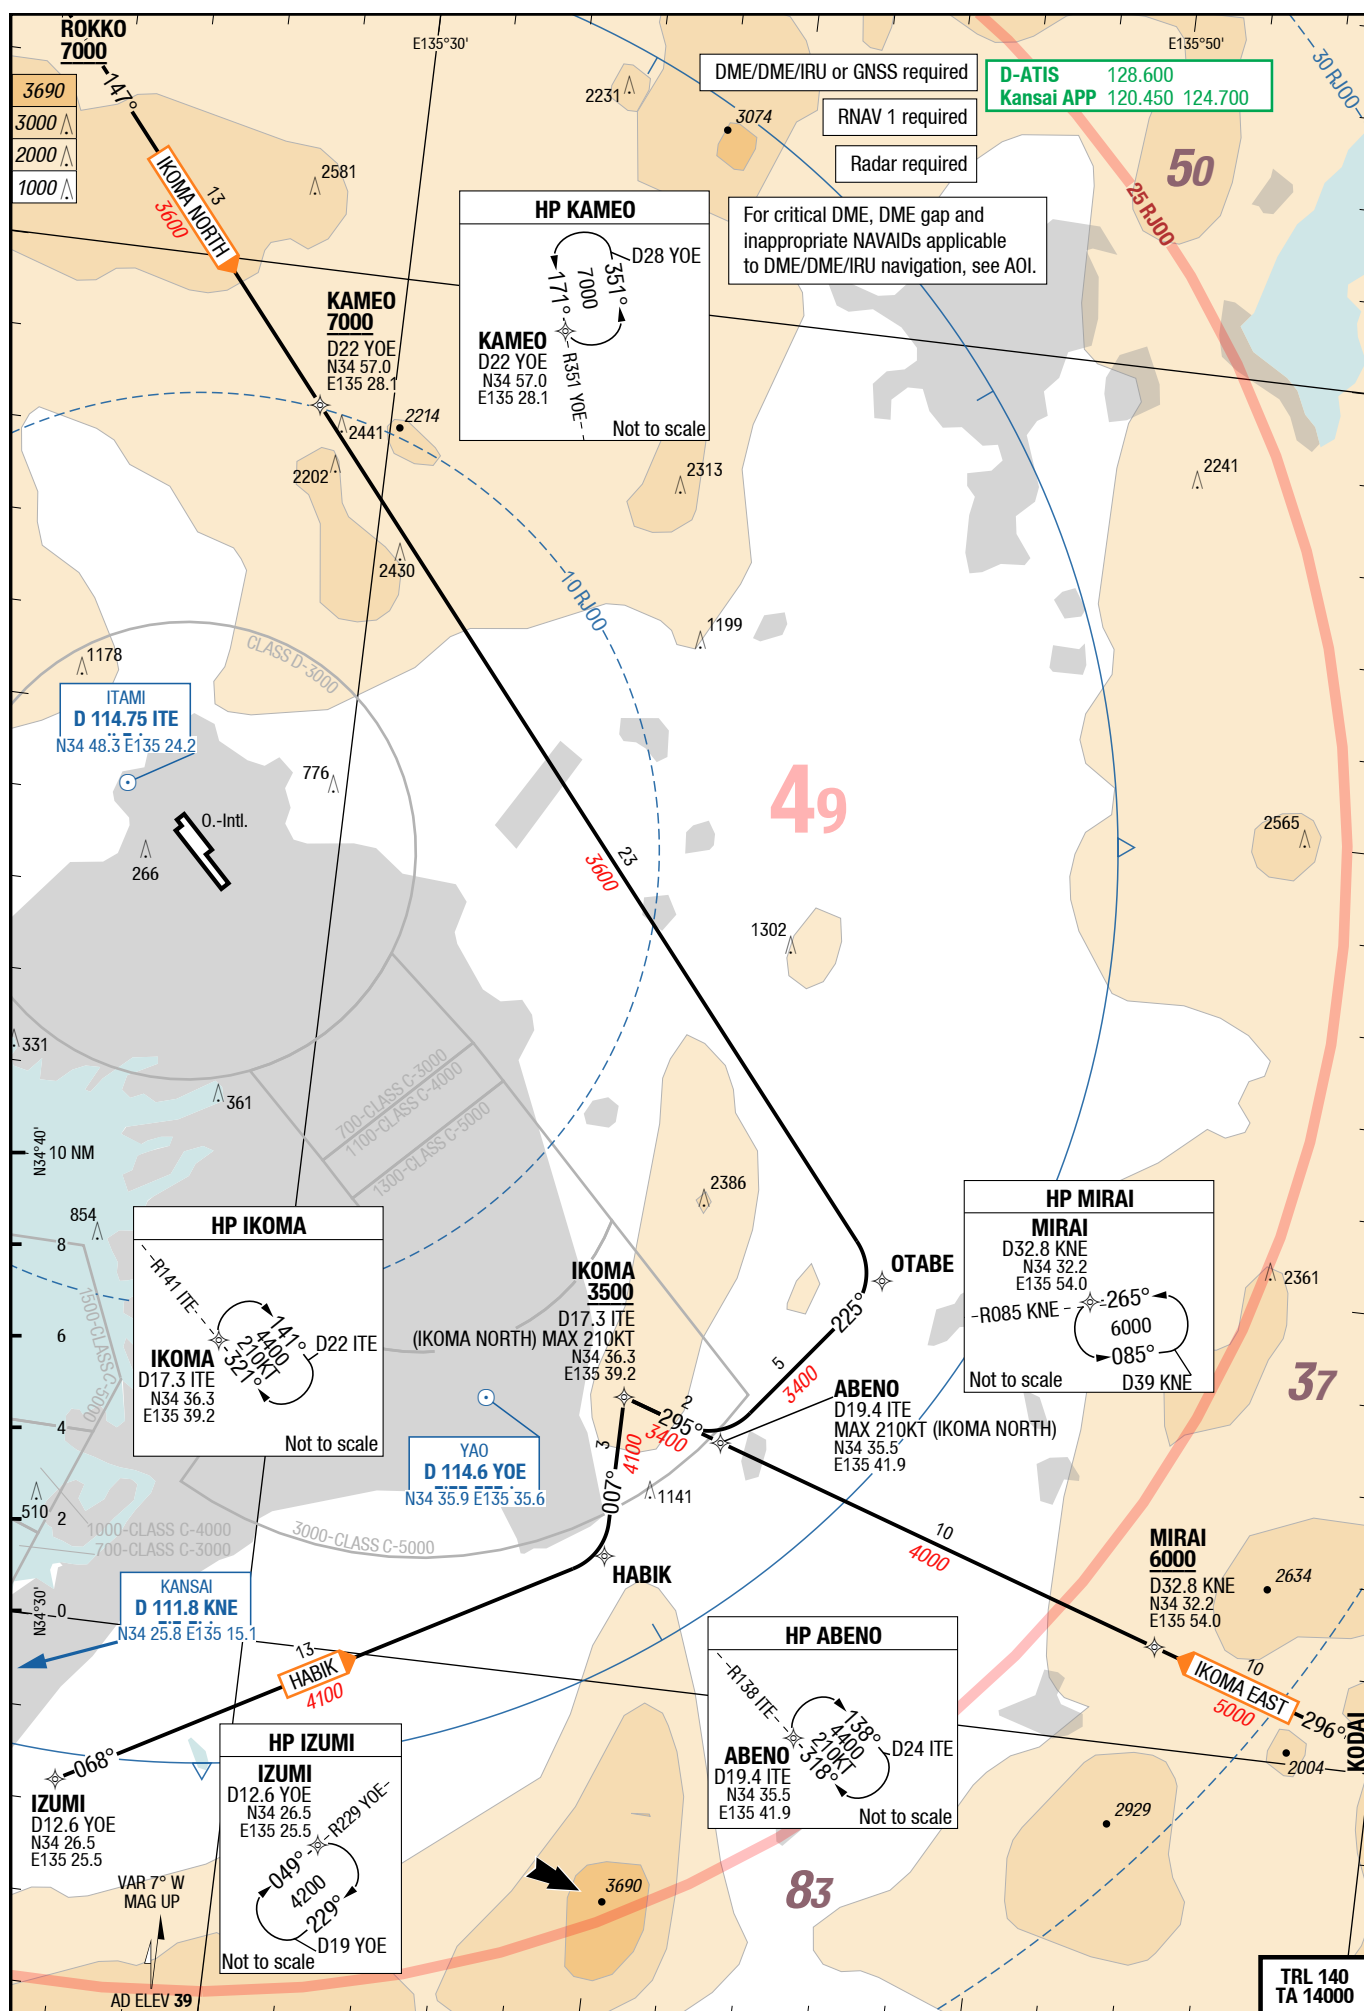 ROKKO
7000
147°
3690
3000
2000
1000
IKOMA NORTH
13
3600
E135°30'
E135°50'
DME/DME/IRU or GNSS required
RNAV 1 required
Radar required
D-ATIS 128.600
Kansai APP 120.450 124.700
For critical DME, DME gap and
inappropriate NAVAIDs applicable
to DME/DME/IRU navigation, see AOI.
30 RJOO
25 RJOO
10 RJOO
50
49
37
83
2231
3074
2581
HP KAMEO
D28 YOE
171°
7000
351°
KAMEO
D22 YOE
N34 57.0
E135 28.1
R351 YOE
Not to scale
KAMEO
7000
D22 YOE
N34 57.0
E135 28.1
2441
2214
2202
2430
2313
2241
1199
1178
CLASS D-3000
ITAMI
D 114.75 ITE
N34 48.3 E135 24.2
776
O.-Intl.
266
23
3600
2565
1302
331
361
700-CLASS C-3000
1100-CLASS C-4000
1300-CLASS C-5000
N34°40'
10 NM
8
6
4
2
0
N34°30'
854
2386
HP IKOMA
R141 ITE
141°
4400
210KT
321°
D22 ITE
IKOMA
D17.3 ITE
N34 36.3
E135 39.2
Not to scale
1500-CLASS C-5000
IKOMA
3500
D17.3 ITE
(IKOMA NORTH) MAX 210KT
N34 36.3
E135 39.2
OTABE
225°
5
3400
HP MIRAI
MIRAI
D32.8 KNE
N34 32.2
E135 54.0
R085 KNE
265°
6000
085°
Not to scale
D39 KNE
2361
2
295°
3400
ABENO
D19.4 ITE
MAX 210KT (IKOMA NORTH)
N34 35.5
E135 41.9
3
4100
007°
1141
YAO
D 114.6 YOE
N34 35.9 E135 35.6
510
1000-CLASS C-4000
700-CLASS C-3000
3000-CLASS C-5000
HABIK
10
4000
MIRAI
6000
D32.8 KNE
N34 32.2
E135 54.0
2634
KANSAI
D 111.8 KNE
N34 25.8 E135 15.1
13
HABIK
4100
068°
IZUMI
D12.6 YOE
N34 26.5
E135 25.5
HP ABENO
R138 ITE
138°
4400
210KT
318°
D24 ITE
ABENO
D19.4 ITE
N34 35.5
E135 41.9
Not to scale
10
IKOMA EAST
5000
296°
KODAI
2004
HP IZUMI
IZUMI
D12.6 YOE
N34 26.5
E135 25.5
R229 YOE
049°
4200
229°
D19 YOE
Not to scale
2929
3690
VAR 7° W
MAG UP
AD ELEV 39
TRL 140
TA 14000